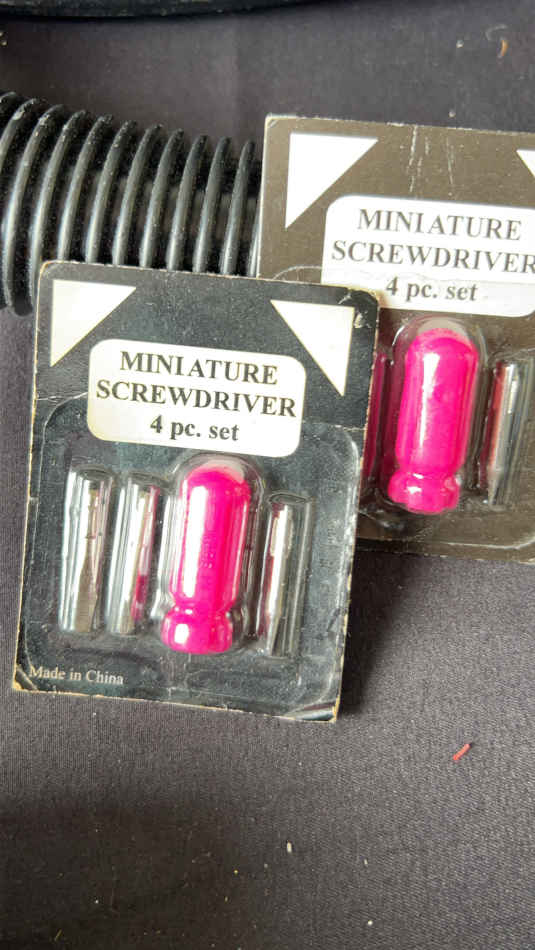 MINIATURE
SCREWDRIVER
4 pc. set
MINIATURE
SCREWDRIVER
4 pc. set
Made in China